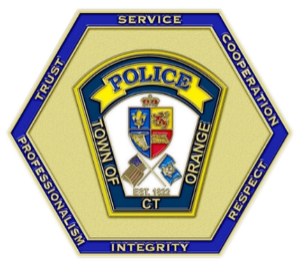 SERVICE
COOPERATION
RESPECT
INTEGRITY
PROFESSIONALISM
TRUST
POLICE
TOWN OF
ORANGE
EST. 1822
CT